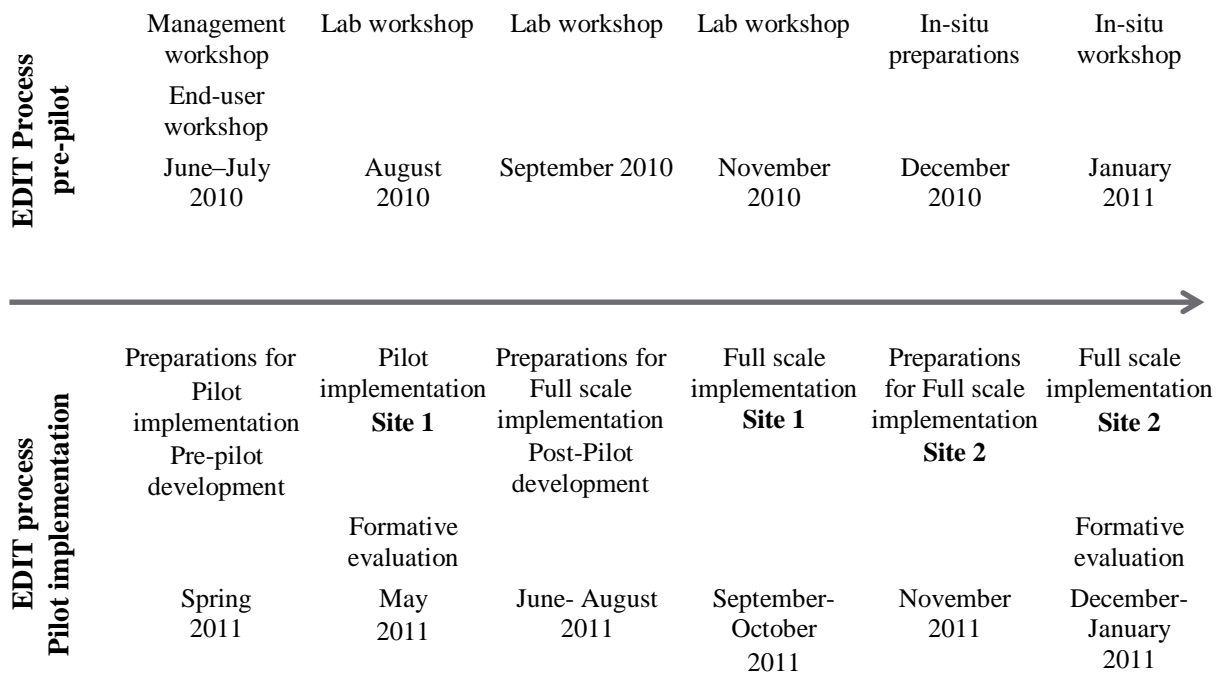 EDIT Process
pre-pilot
Management
workshop
End-user
workshop
June–July
2010
Lab workshop
August
2010
Lab workshop
September 2010
Lab workshop
November
2010
In-situ
preparations
December
2010
In-situ
workshop
January
2011
EDIT process
Pilot implementation
Preparations for
Pilot
implementation
Pre-pilot
development
Spring
2011
Pilot
implementation
Site 1
Formative
evaluation
May
2011
Preparations for
Full scale
implementation
Post-Pilot
development
June- August
2011
Full scale
implementation
Site 1
September-
October
2011
Preparations
for Full scale
implementation
Site 2
November
2011
Full scale
implementation
Site 2
Formative
evaluation
December-
January
2011